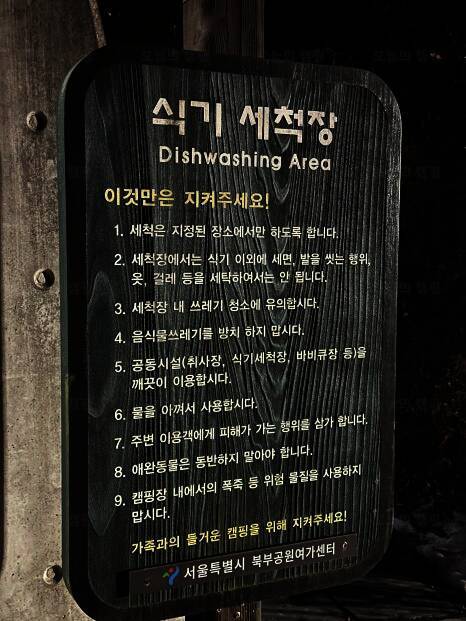 식기 세척장
Dishwashing Area
이것만은 지켜주세요!
1. 세척은 지정된 장소에서만 하도록 합니다.
2. 세척장에서는 식기 이외에 세면, 발을 씻는 행위,
옷, 걸레 등을 세탁하여서는 안 됩니다.
3. 세척장 내 쓰레기 청소에 유의합시다.
4. 음식물쓰레기를 방치 하지 맙시다.
5. 공동시설(취사장, 식기세척장, 바비큐장 등)을
깨끗이 이용합시다.
6. 물을 아껴서 사용합시다.
7. 주변 이용객에게 피해가 가는 행위를 삼가 합니다.
8. 애완동물은 동반하지 말아야 합니다.
9. 캠핑장 내에서의 폭죽 등 위험 물질을 사용하지
맙시다.
가족과의 들거운 캠핑을 위해 지켜주세요!
서울특별시 북부공원여가센터